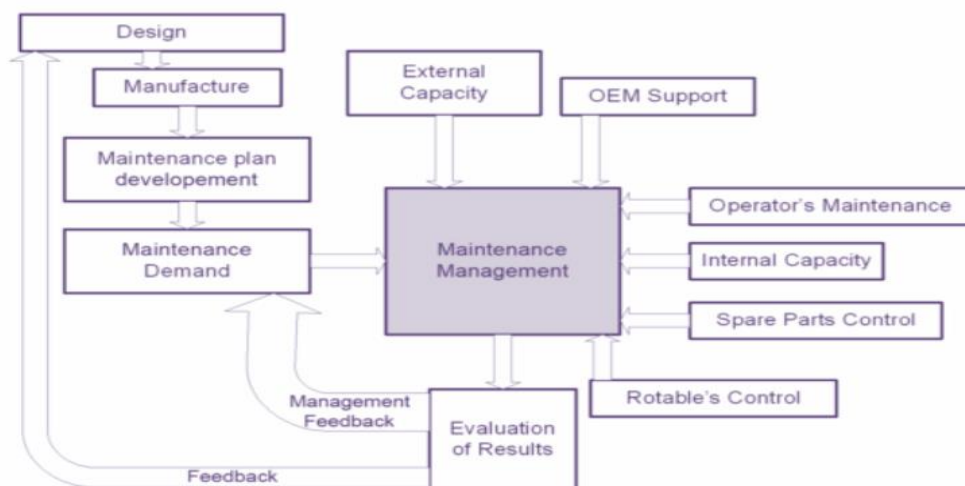 Design
Manufacture
Maintenance plan
developement
Maintenance
Demand
External
Capacity
OEM Support
Maintenance
Management
Operator's Maintenance
Internal Capacity
Spare Parts Control
Rotable's Control
Management
Feedback
Evaluation
of Results
Feedback